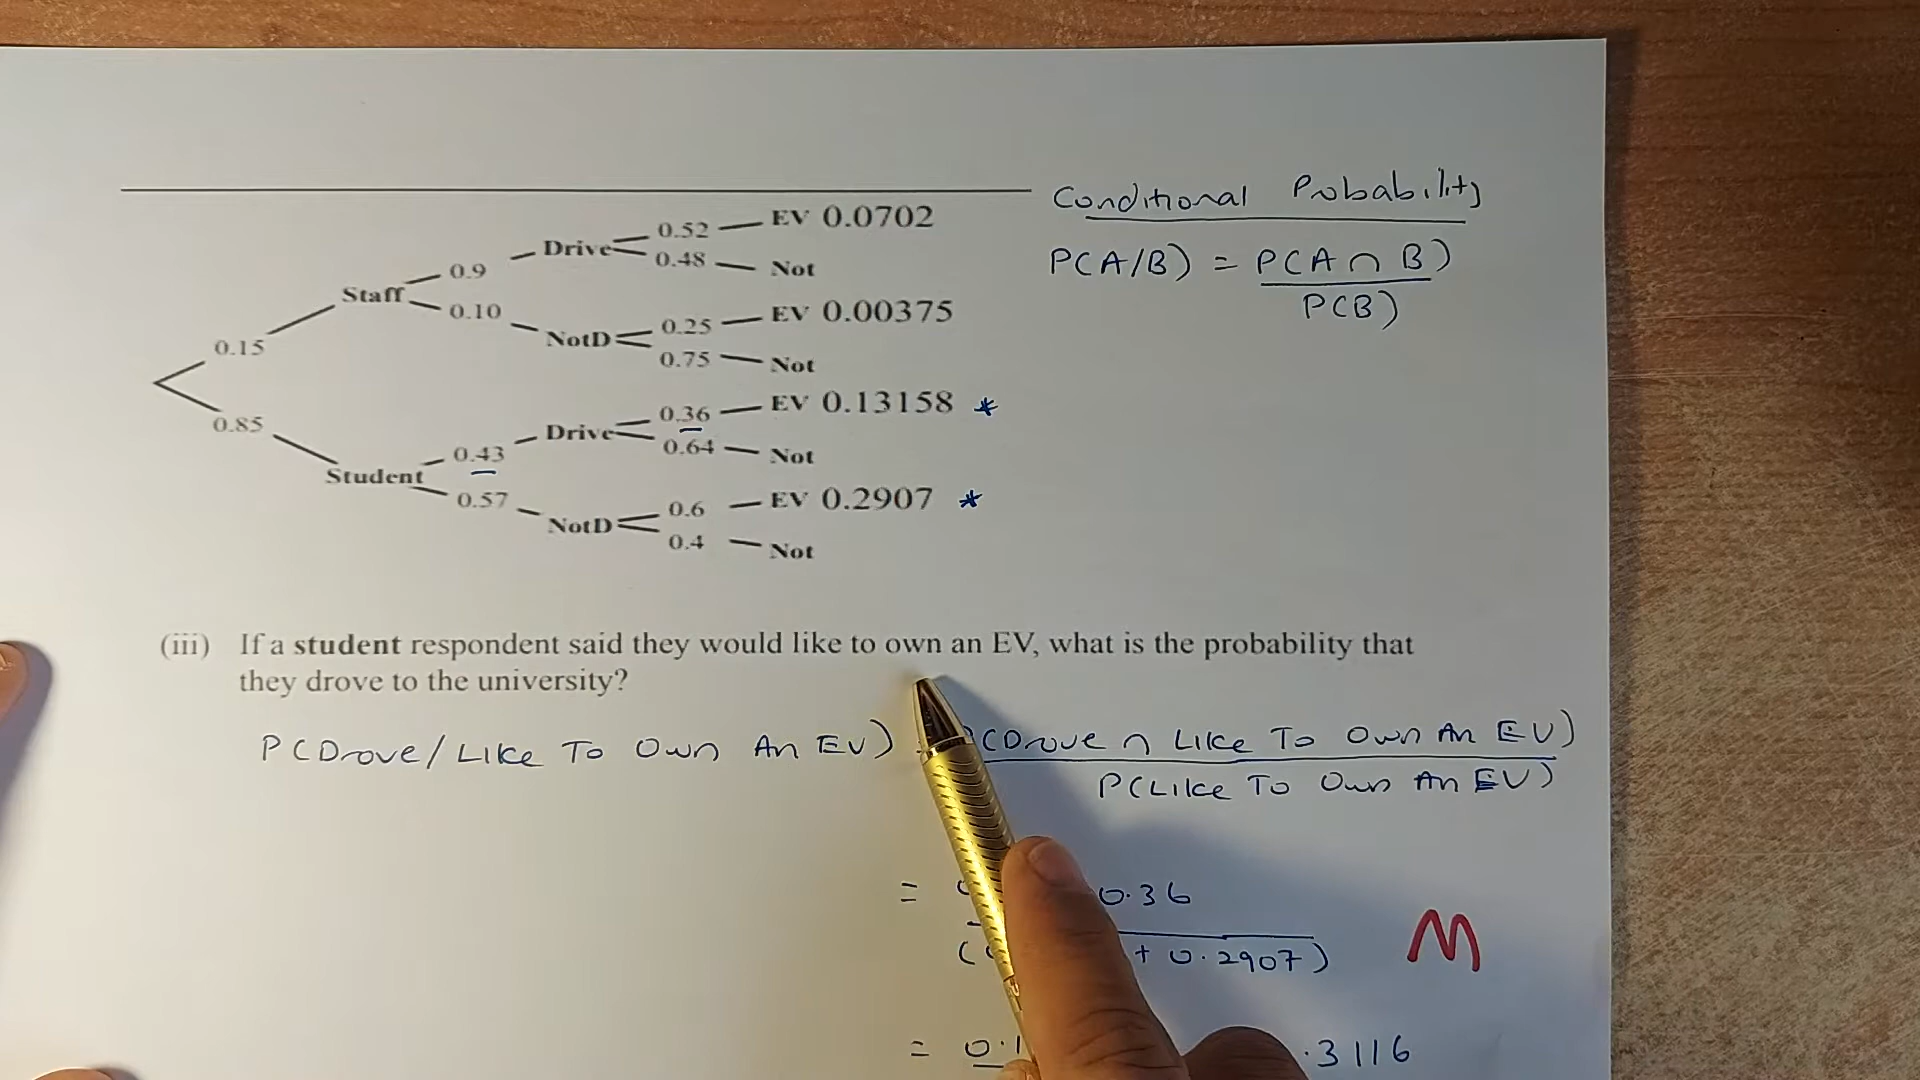 Conditional Probability
P(A/B) = P(A ∩ B)
P(B)
0.52 EV 0.0702
Drive
0.48 Not
0.9
Staff
0.10
0.25 EV 0.00375
NotD
0.75 Not
0.15
0.85
0.36 EV 0.13158 *
Drive
0.64 Not
0.43
Student
0.57
0.6 EV 0.2907 *
NotD
0.4 Not
(iii) If a student respondent said they would like to own an EV, what is the probability that
they drove to the university?
P(Drove/Like To Own An EV)
(Drove ∩ Like To Own An EV)
P(Like To Own An EV)
= 0.36
( + 0.2907)
M
= 0.1 .3116